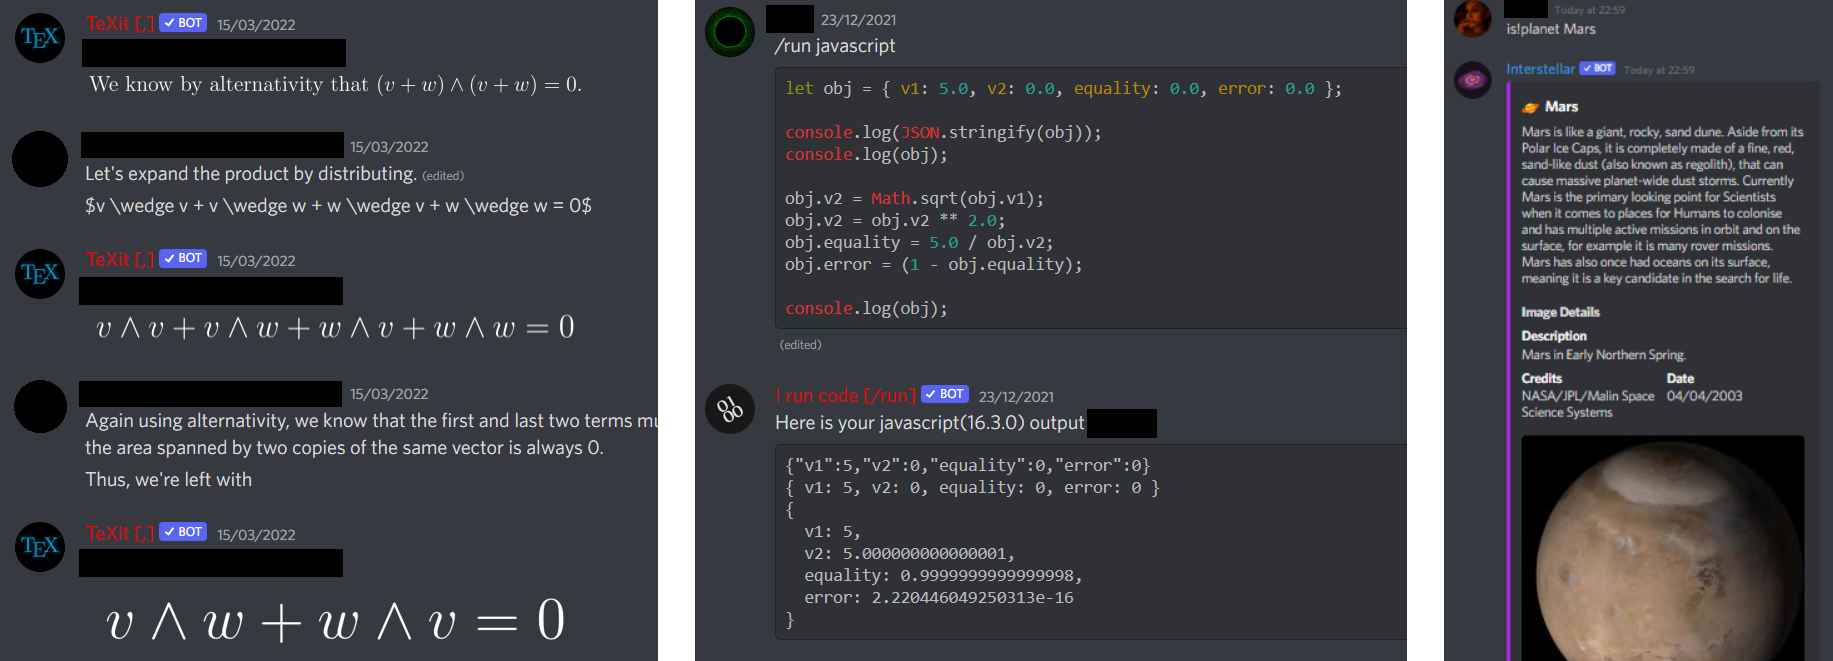 TeXit [,] ✓ BOT 15/03/2022
We know by alternativity that (v + w) ∧ (v + w) = 0.
15/03/2022
Let's expand the product by distributing. (edited)
$v \wedge v + v \wedge w + w \wedge v + w \wedge w = 0$
TeXit [,] ✓ BOT 15/03/2022
v ∧ v + v ∧ w + w ∧ v + w ∧ w = 0
15/03/2022
Again using alternativity, we know that the first and last two terms mu
the area spanned by two copies of the same vector is always 0.
Thus, we're left with
TeXit [,] ✓ BOT 15/03/2022
v ∧ w + w ∧ v = 0
TEX
TEX
TEX
23/12/2021
/run javascript
let obj = { v1: 5.0, v2: 0.0, equality: 0.0, error: 0.0 };
console.log(JSON.stringify(obj));
console.log(obj);
obj.v2 = Math.sqrt(obj.v1);
obj.v2 = obj.v2 ** 2.0;
obj.equality = 5.0 / obj.v2;
obj.error = (1 - obj.equality);
console.log(obj);
(edited)
I run code [/run] ✓ BOT 23/12/2021
Here is your javascript(16.3.0) output
{"v1":5,"v2":0,"equality":0,"error":0}
{ v1: 5, v2: 0, equality: 0, error: 0 }
{
v1: 5,
v2: 5.000000000000001,
equality: 0.9999999999999998,
error: 2.220446049250313e-16
}
Today at 22:59
is!planet Mars
Interstellar ✓ BOT Today at 22:59
🪐 Mars
Mars is like a giant, rocky, sand dune. Aside from its
Polar Ice Caps, it is completely made of a fine, red,
sand-like dust (also known as regolith), that can
cause massive planet-wide dust storms. Currently
Mars is the primary looking point for Scientists
when it comes to places for Humans to colonise
and has multiple active missions in orbit and on the
surface, for example it is many rover missions.
Mars has also once had oceans on its surface,
meaning it is a key candidate in the search for life.
Image Details
Description
Mars in Early Northern Spring.
Credits Date
NASA/JPL/Malin Space 04/04/2003
Science Systems